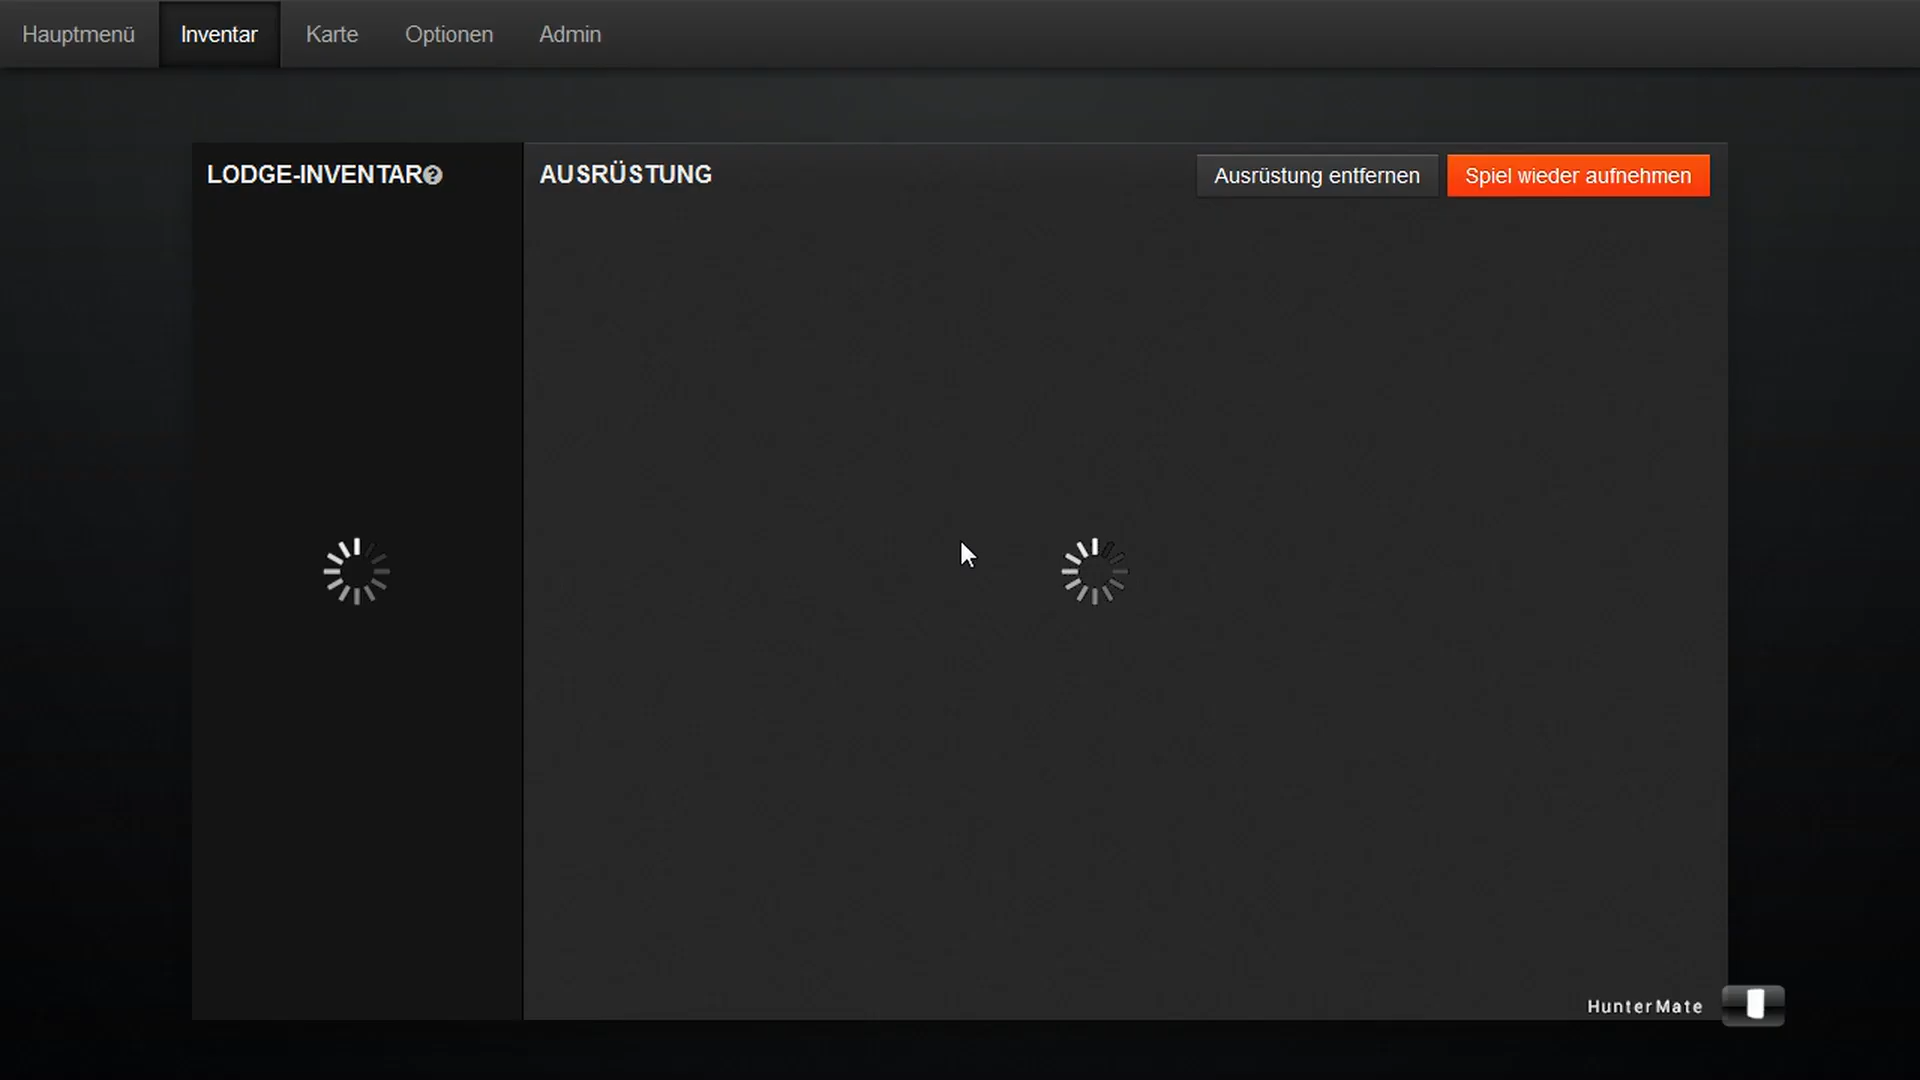 Hauptmenü Inventar Karte Optionen Admin
LODGE-INVENTAR?
AUSRÜSTUNG
Ausrüstung entfernen
Spiel wieder aufnehmen
HunterMate